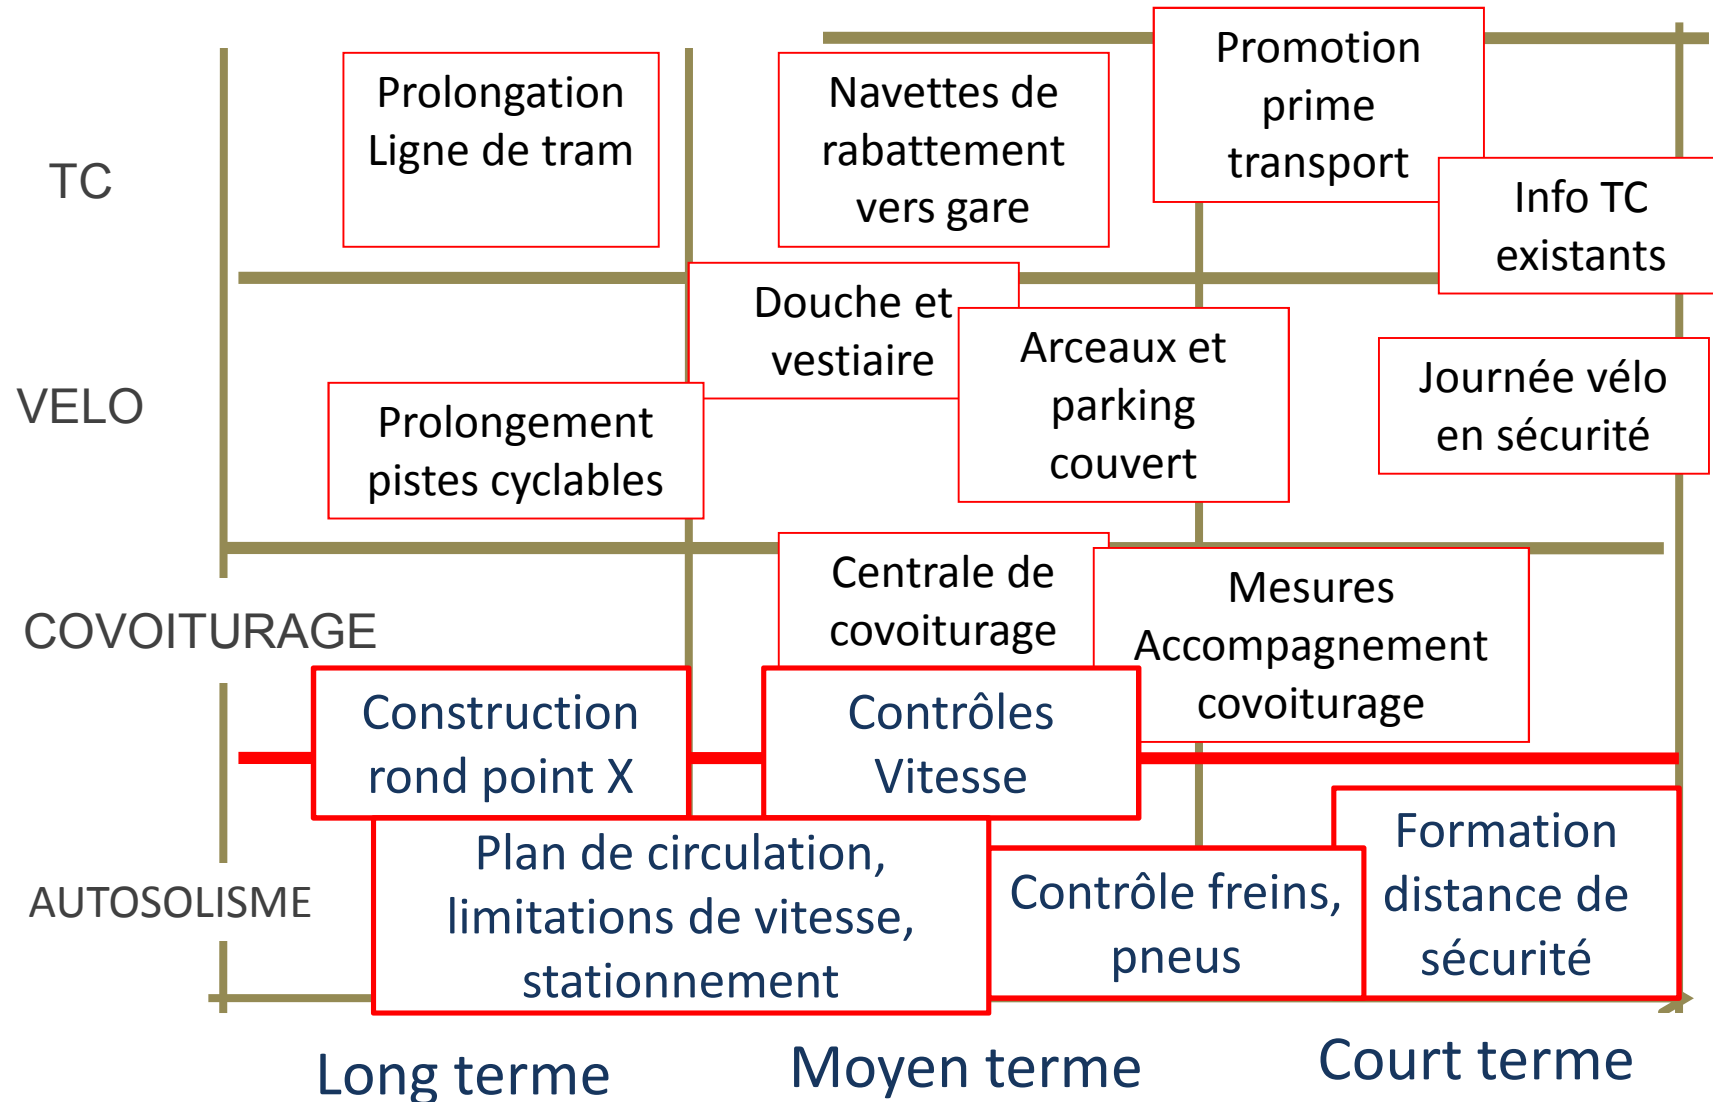 TC
Prolongation
Ligne de tram
Navettes de
rabattement
vers gare
Promotion
prime
transport
Info TC
existants
VELO
Prolongement
pistes cyclables
Douche et
vestiaire
Arceaux et
parking
couvert
Journée vélo
en sécurité
COVOITURAGE
Centrale de
covoiturage
Mesures
Accompagnement
covoiturage
Construction
rond point X
Contrôles
Vitesse
AUTOSOLISME
Plan de circulation,
limitations de vitesse,
stationnement
Contrôle freins,
pneus
Formation
distance de
sécurité
Long terme
Moyen terme
Court terme